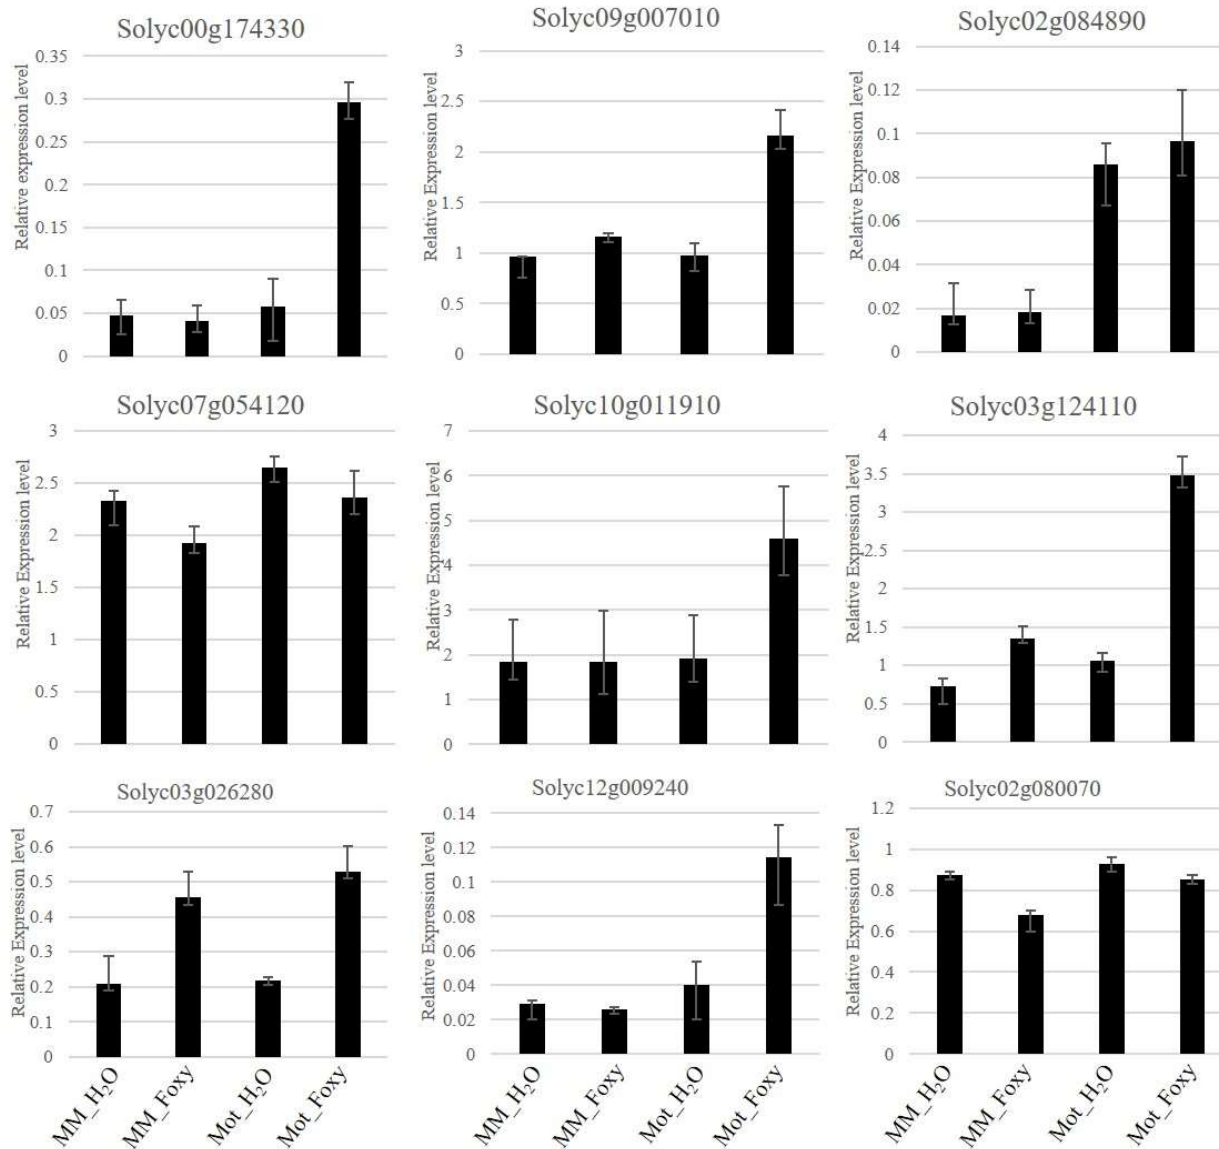 Solyc00g174330
Relative expression level
0.35
0.3
0.25
0.2
0.15
0.1
0.05
0
Solyc09g007010
Relative Expression level
3
2.5
2
1.5
1
0.5
0
Solyc02g084890
Relative Expression level
0.14
0.12
0.1
0.08
0.06
0.04
0.02
0
Solyc07g054120
Relative Expression level
3
2.5
2
1.5
1
0.5
0
Solyc10g011910
Relative Expression level
7
6
5
4
3
2
1
0
Solyc03g124110
Relative Expression level
4
3.5
3
2.5
2
1.5
1
0.5
0
Solyc03g026280
Relative Expression level
0.7
0.6
0.5
0.4
0.3
0.2
0.1
0
MM_H₂O
MM_Foxy
Mot_H₂O
Mot_Foxy
Solyc12g009240
Relative Expression level
0.14
0.12
0.1
0.08
0.06
0.04
0.02
0
MM_H₂O
MM_Foxy
Mot_H₂O
Mot_Foxy
Solyc02g080070
Relative Expression level
1.2
1
0.8
0.6
0.4
0.2
0
MM_H₂O
MM_Foxy
Mot_H₂O
Mot_Foxy